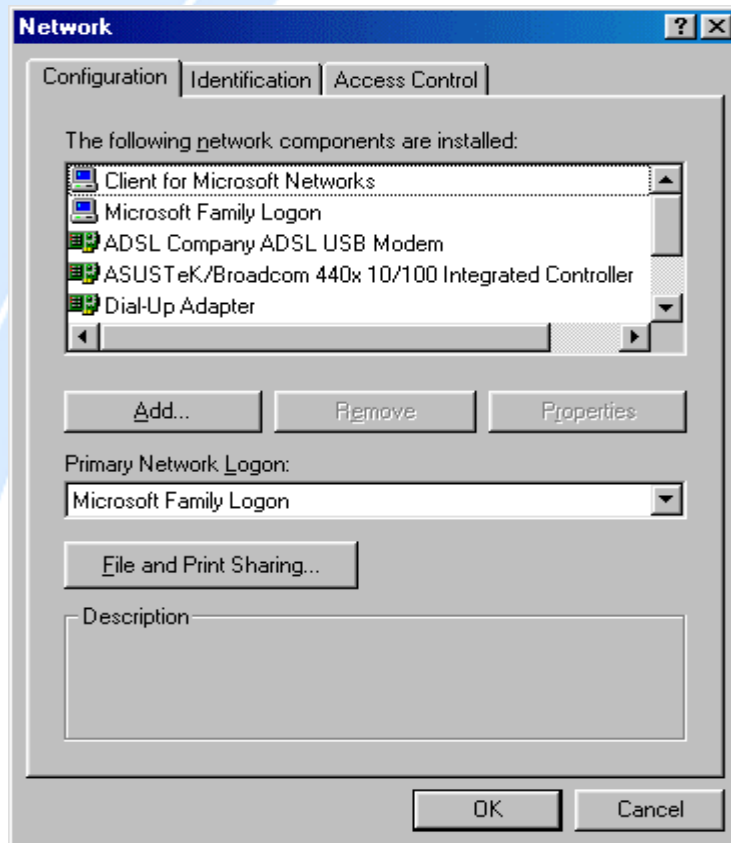 Network
Configuration Identification Access Control
The following network components are installed:
Client for Microsoft Networks
Microsoft Family Logon
ADSL Company ADSL USB Modem
ASUSTeK/Broadcom 440x 10/100 Integrated Controller
Dial-Up Adapter
Add... Remove Properties
Primary Network Logon:
Microsoft Family Logon
File and Print Sharing...
Description
OK Cancel